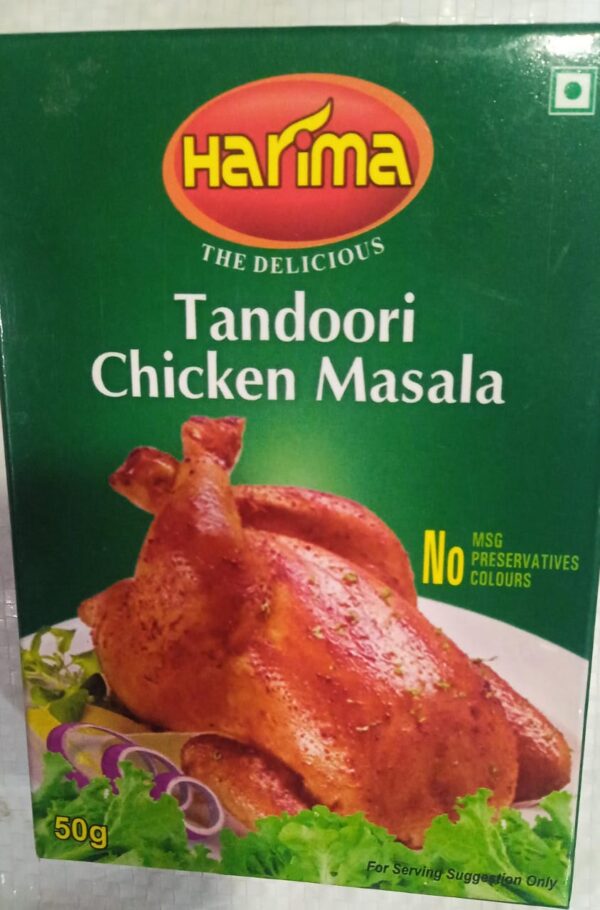 Harima
THE DELICIOUS
Tandoori
Chicken Masala
No
MSG
PRESERVATIVES
COLOURS
50g
For Serving Suggestion Only